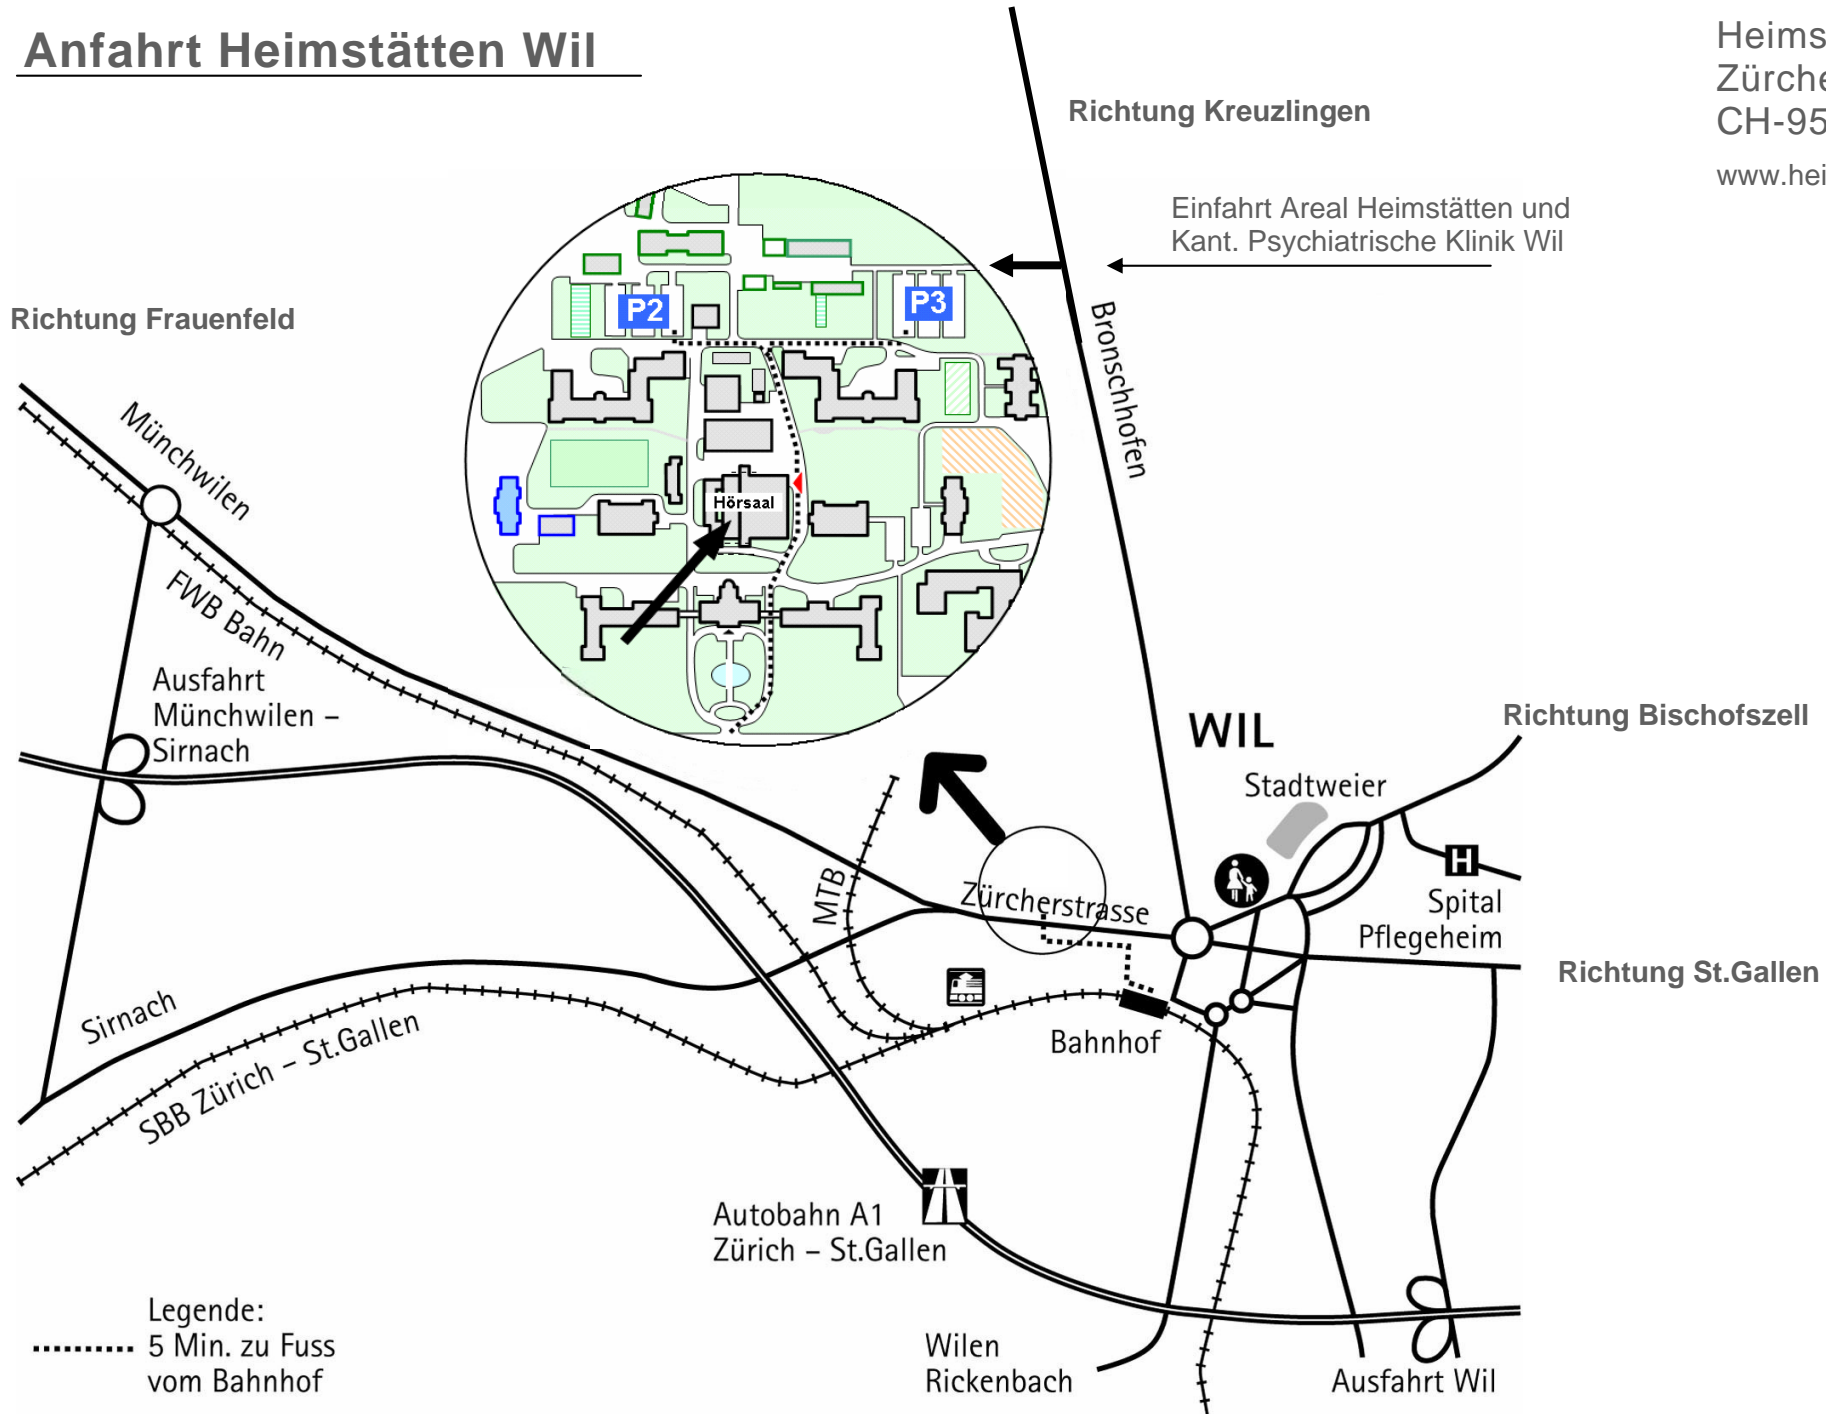 Anfahrt Heimstätten Wil
Heims
Zürche
CH-95
www.hei
Richtung Kreuzlingen
Einfahrt Areal Heimstätten und
Kant. Psychiatrische Klinik Wil
Richtung Frauenfeld
P2
P3
Bronschhofen
Münchwilen
Hörsaal
FWB Bahn
Ausfahrt
Münchwilen –
Sirnach
WIL
Richtung Bischofszell
Stadtweier
H
MTB
Zürcherstrasse
Spital
Pflegeheim
Richtung St.Gallen
Sirnach
SBB Zürich – St.Gallen
Bahnhof
Autobahn A1
Zürich – St.Gallen
Legende:
5 Min. zu Fuss
vom Bahnhof
Wilen
Rickenbach
Ausfahrt Wil